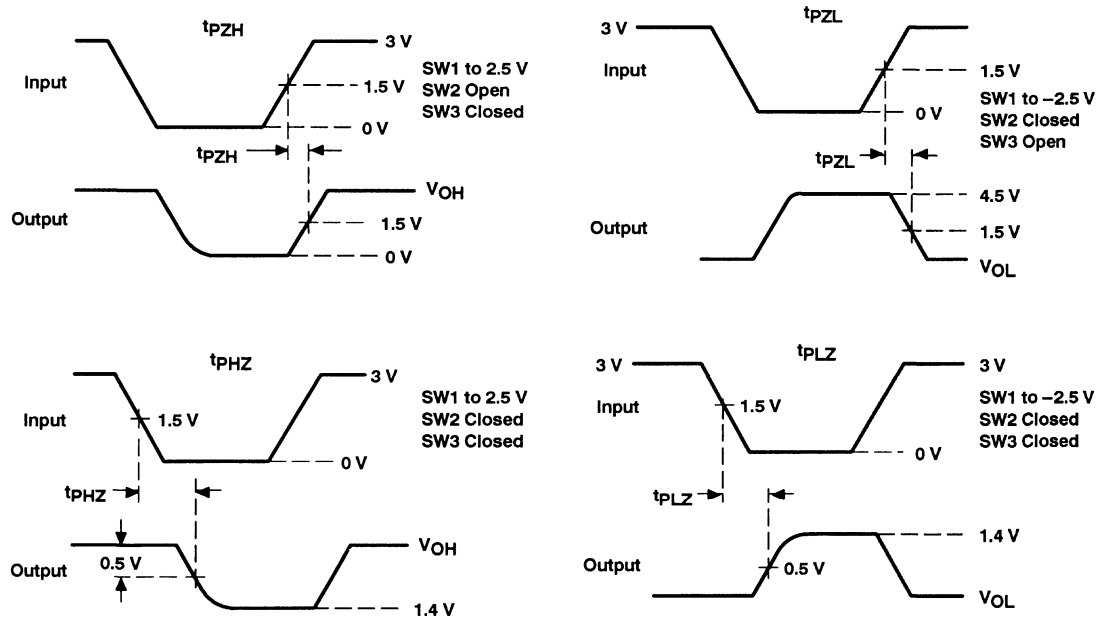 tPZH
3 V
Input
SW1 to 2.5 V
SW2 Open
SW3 Closed
1.5 V
0 V
tPZH
Output
VOH
1.5 V
0 V
tPZL
3 V
Input
1.5 V
SW1 to –2.5 V
SW2 Closed
SW3 Open
0 V
tPZL
Output
4.5 V
1.5 V
VOL
tPHZ
3 V
Input
1.5 V
SW1 to 2.5 V
SW2 Closed
SW3 Closed
0 V
tPHZ
Output
0.5 V
VOH
1.4 V
tPLZ
3 V
3 V
Input
1.5 V
SW1 to –2.5 V
SW2 Closed
SW3 Closed
0 V
tPLZ
Output
1.4 V
0.5 V
VOL